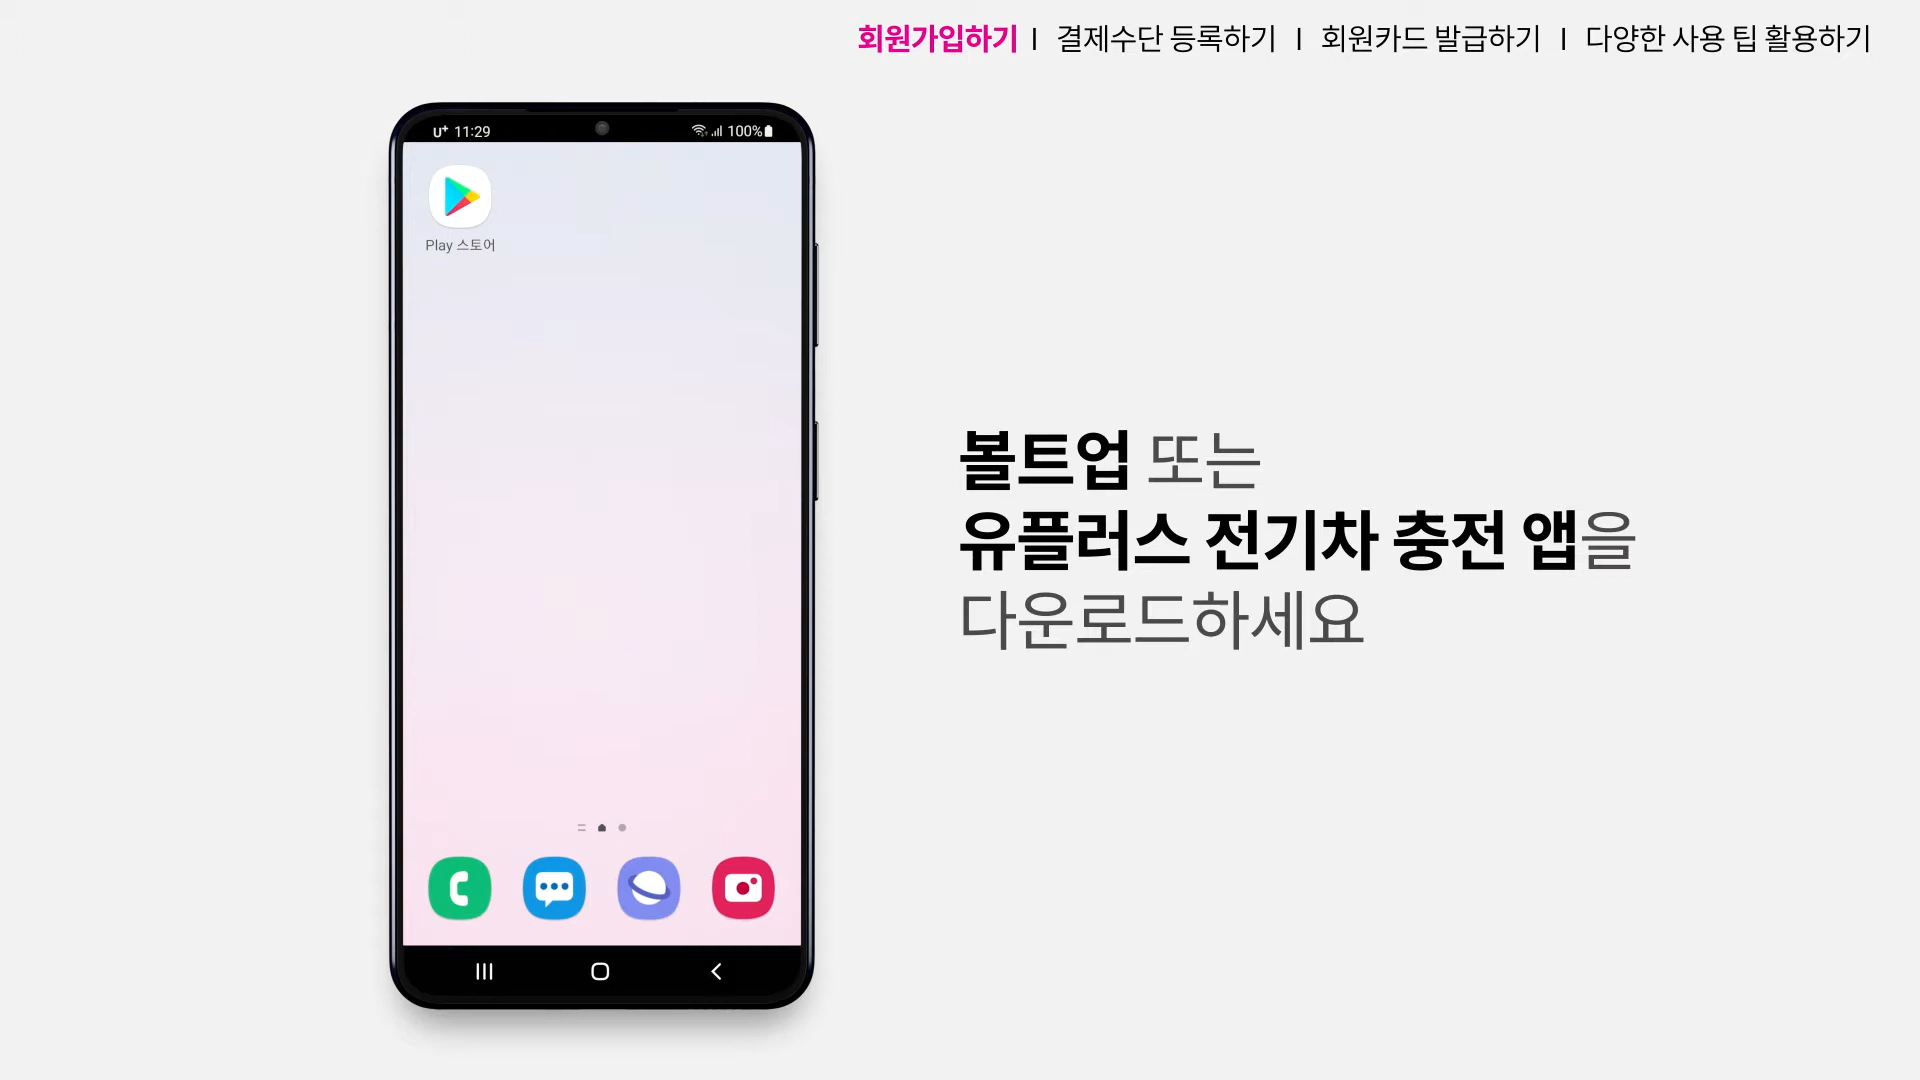 회원가입하기 I 결제수단 등록하기 I 회원카드 발급하기 I 다양한 사용 팁 활용하기
U+ 11:29 100%
Play 스토어
볼트업 또는
유플러스 전기차 충전 앱을
다운로드하세요